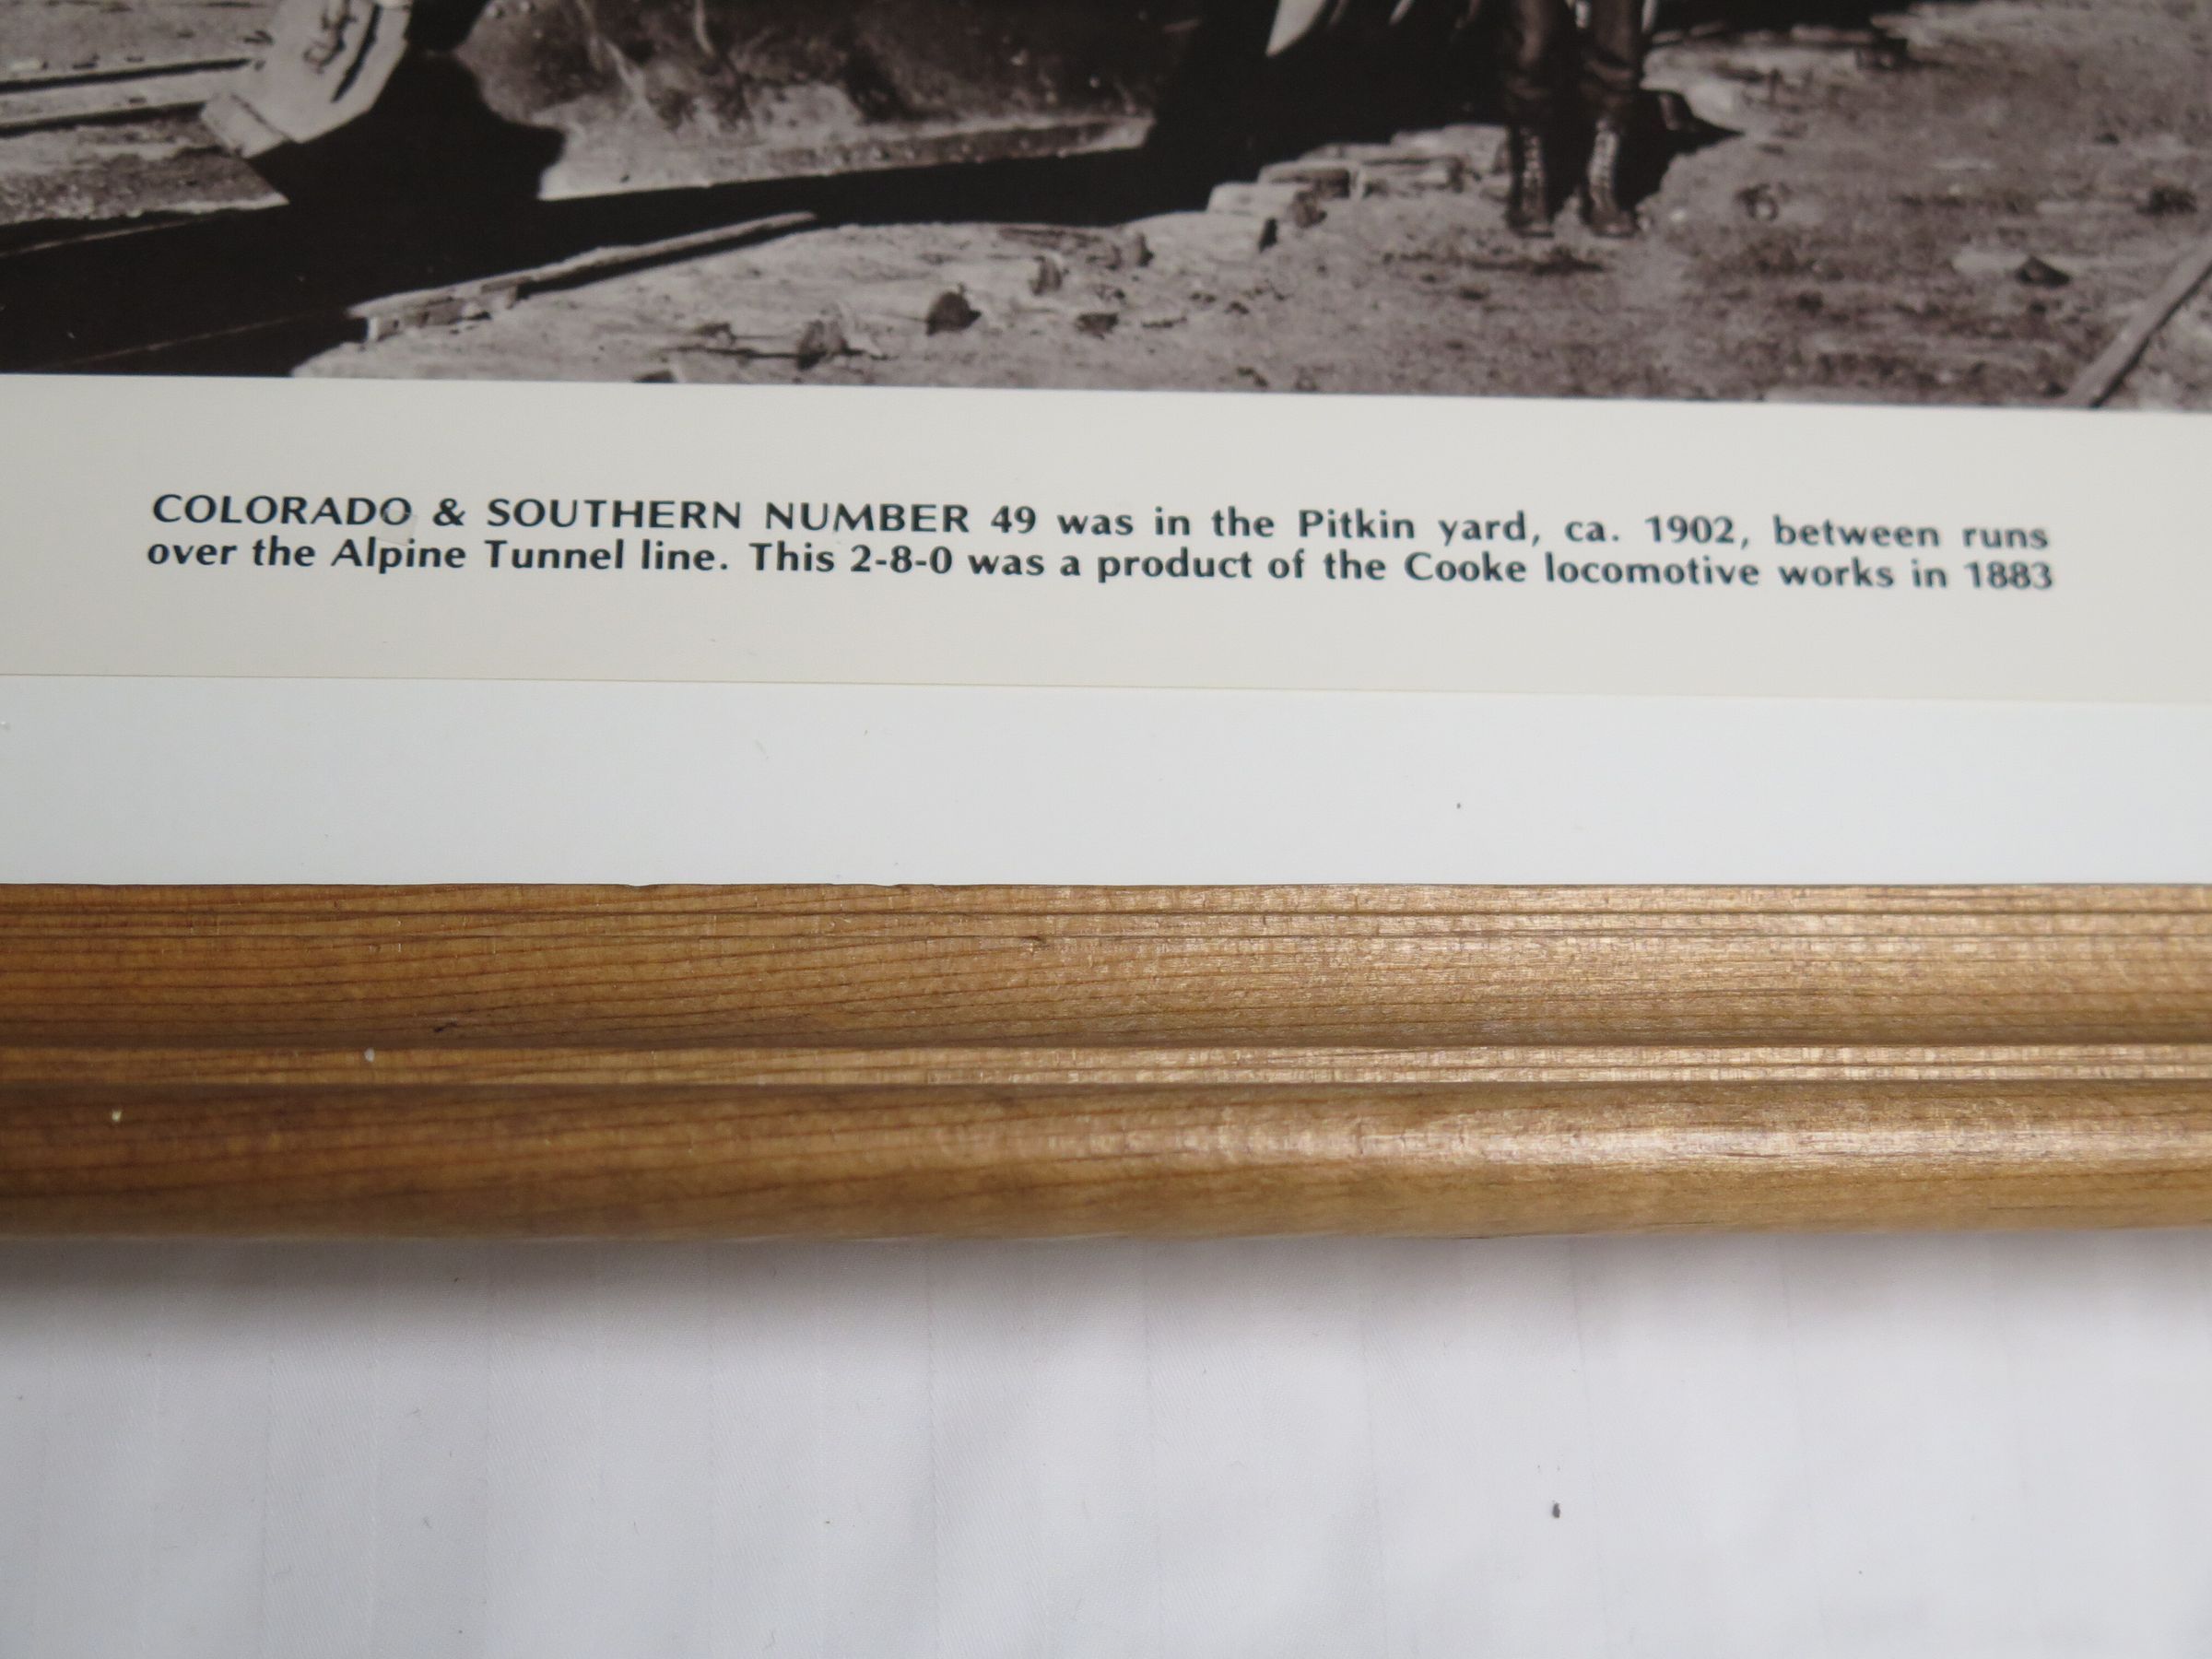 COLORADO & SOUTHERN NUMBER 49 was in the Pitkin yard, ca. 1902, between runs
over the Alpine Tunnel line. This 2-8-0 was a product of the Cooke locomotive works in 1883